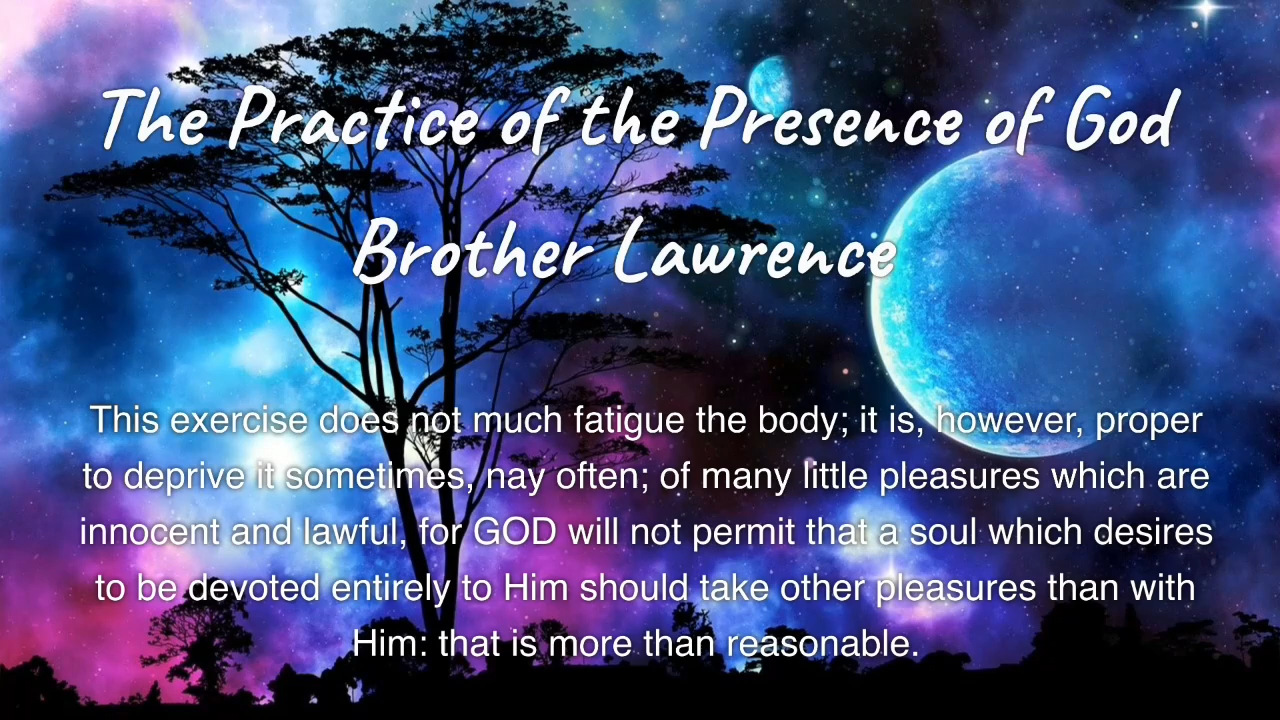 The Practice of the Presence of God
Brother Lawrence
This exercise does not much fatigue the body; it is, however, proper
to deprive it sometimes, nay often; of many little pleasures which are
innocent and lawful, for GOD will not permit that a soul which desires
to be devoted entirely to Him should take other pleasures than with
Him: that is more than reasonable.